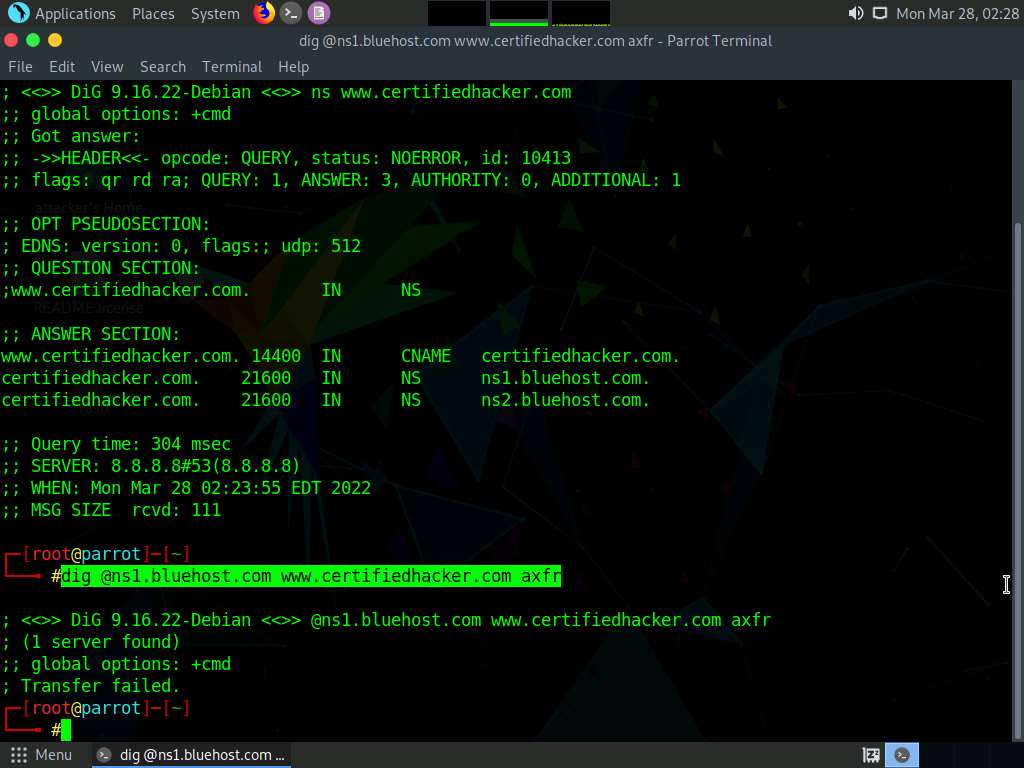 Applications Places System Mon Mar 28, 02:28
dig @ns1.bluehost.com www.certifiedhacker.com axfr - Parrot Terminal
File Edit View Search Terminal Help
; <<>> DiG 9.16.22-Debian <<>> ns www.certifiedhacker.com
;; global options: +cmd
;; Got answer:
;; ->>HEADER<<- opcode: QUERY, status: NOERROR, id: 10413
;; flags: qr rd ra; QUERY: 1, ANSWER: 3, AUTHORITY: 0, ADDITIONAL: 1
attacker's Home
;; OPT PSEUDOSECTION:
; EDNS: version: 0, flags:; udp: 512
;; QUESTION SECTION:
;www.certifiedhacker.com. IN NS
README.license
;; ANSWER SECTION:
www.certifiedhacker.com. 14400 IN CNAME certifiedhacker.com.
certifiedhacker.com. 21600 IN NS ns1.bluehost.com.
certifiedhacker.com. 21600 IN NS ns2.bluehost.com.
;; Query time: 304 msec
;; SERVER: 8.8.8.8#53(8.8.8.8)
;; WHEN: Mon Mar 28 02:23:55 EDT 2022
;; MSG SIZE rcvd: 111
[root@parrot]-[~]
#dig @ns1.bluehost.com www.certifiedhacker.com axfr
; <<>> DiG 9.16.22-Debian <<>> @ns1.bluehost.com www.certifiedhacker.com axfr
; (1 server found)
;; global options: +cmd
; Transfer failed.
[root@parrot]-[~]
#
Menu dig @ns1.bluehost.com ...